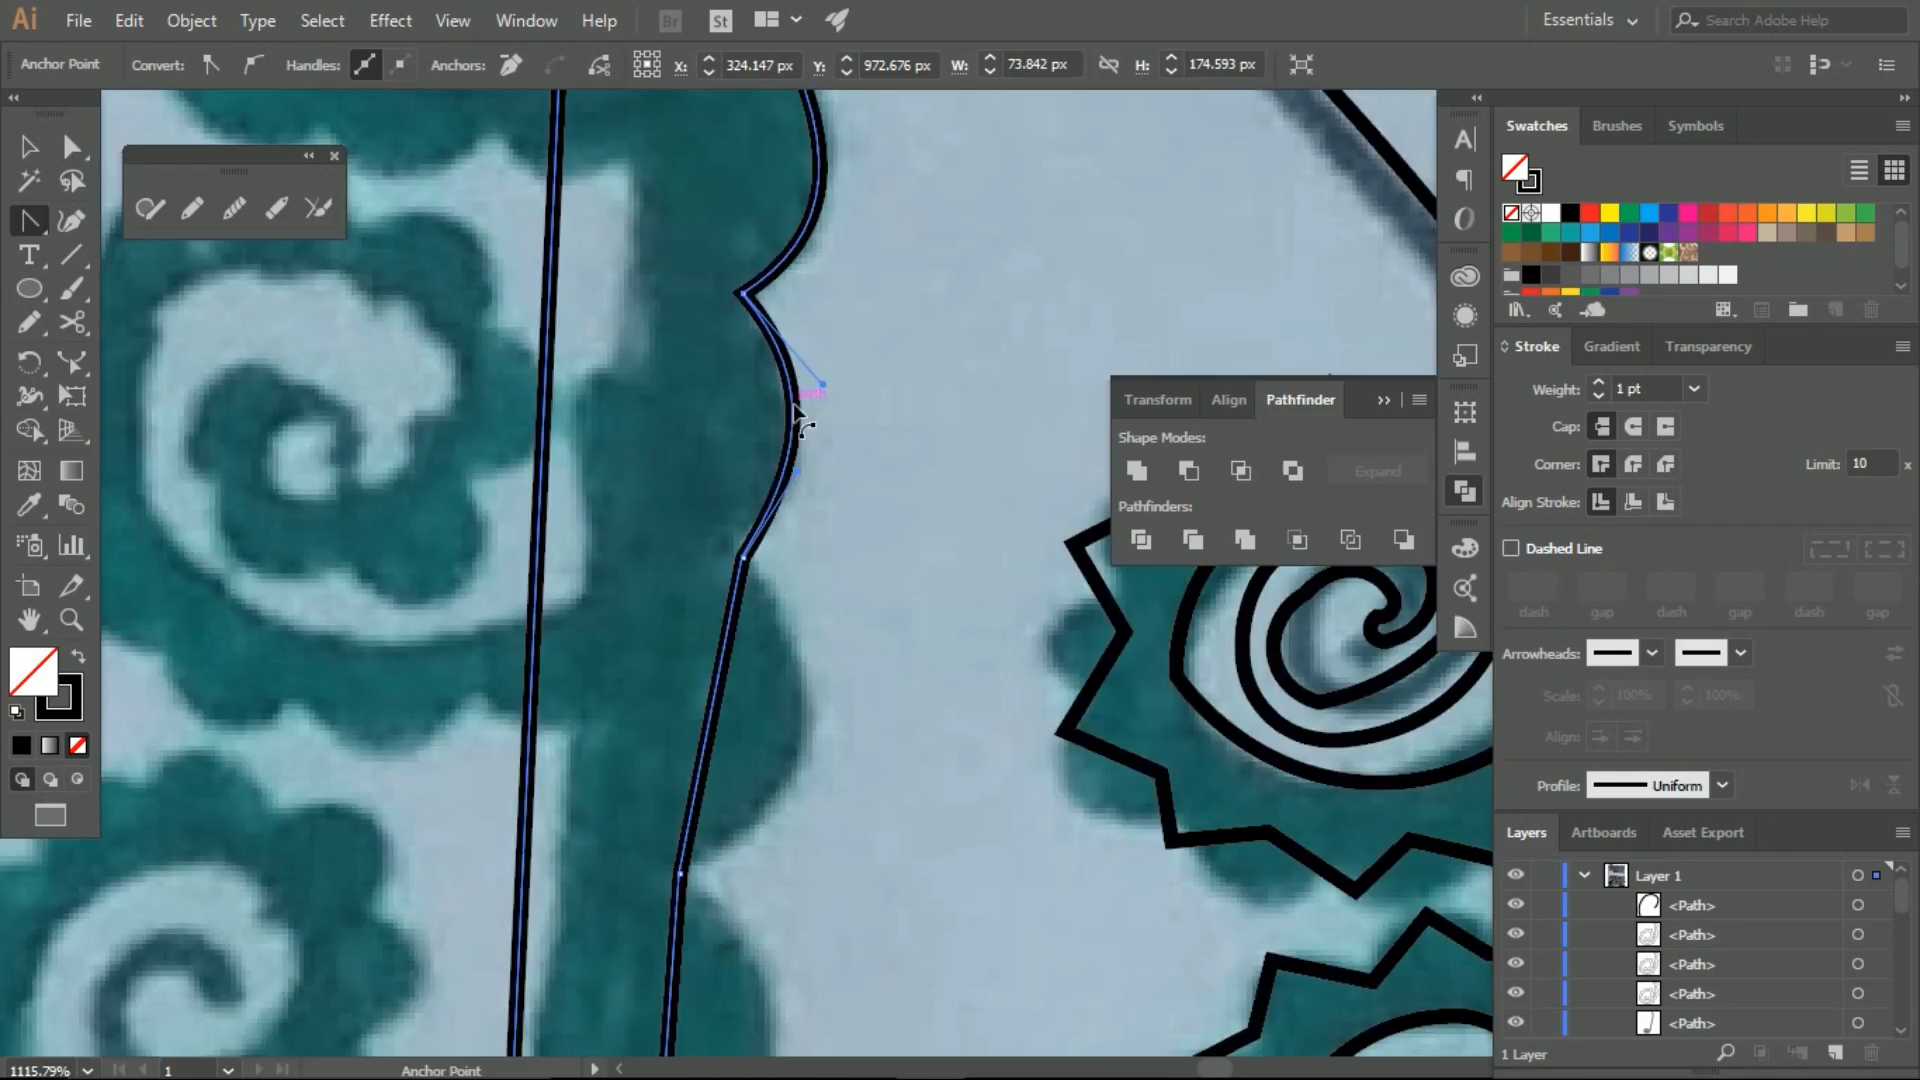 Ai File Edit Object Type Select Effect View Window Help Br St Essentials Search Adobe Help
Anchor Point Convert: Handles: Anchors: X: 324.147 px Y: 972.676 px W: 73.842 px H: 174.593 px
Swatches Brushes Symbols
path
Transform Align Pathfinder
Shape Modes:
Expand
Pathfinders:
Stroke Gradient Transparency
Weight: 1 pt
Cap:
Corner: Limit: 10 x
Align Stroke:
Dashed Line
dash gap dash gap dash gap
Arrowheads:
Scale: 100% 100%
Align:
Profile: Uniform
Layers Artboards Asset Export
Layer 1
<Path>
<Path>
<Path>
<Path>
<Path>
1 Layer
1115.79% 1 Anchor Point